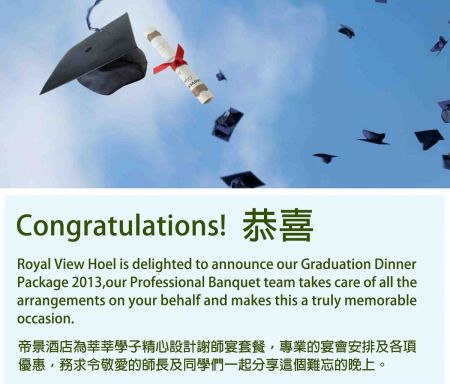 Congratulations! 恭喜
Royal View Hoel is delighted to announce our Graduation Dinner
Package 2013,our Professional Banquet team takes care of all the
arrangements on your behalf and makes this a truly memorable
occasion.
帝景酒店為莘莘學子精心設計謝師宴套餐，專業的宴會安排及各項
優惠，務求令敬愛的師長及同學們一起分享這個難忘的晚上。